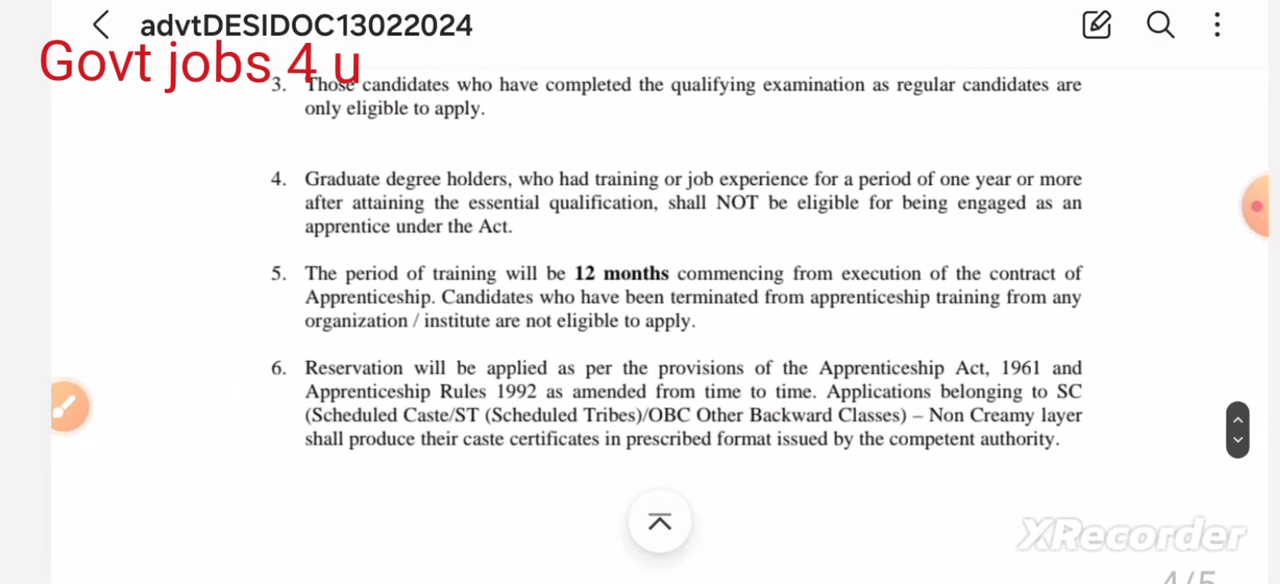 advtDESIDOC13022024
Govt jobs 4 u
3. Those candidates who have completed the qualifying examination as regular candidates are
only eligible to apply.
4. Graduate degree holders, who had training or job experience for a period of one year or more
after attaining the essential qualification, shall NOT be eligible for being engaged as an
apprentice under the Act.
5. The period of training will be 12 months commencing from execution of the contract of
Apprenticeship. Candidates who have been terminated from apprenticeship training from any
organization / institute are not eligible to apply.
6. Reservation will be applied as per the provisions of the Apprenticeship Act, 1961 and
Apprenticeship Rules 1992 as amended from time to time. Applications belonging to SC
(Scheduled Caste/ST (Scheduled Tribes)/OBC Other Backward Classes) – Non Creamy layer
shall produce their caste certificates in prescribed format issued by the competent authority.
XRecorder
4/5